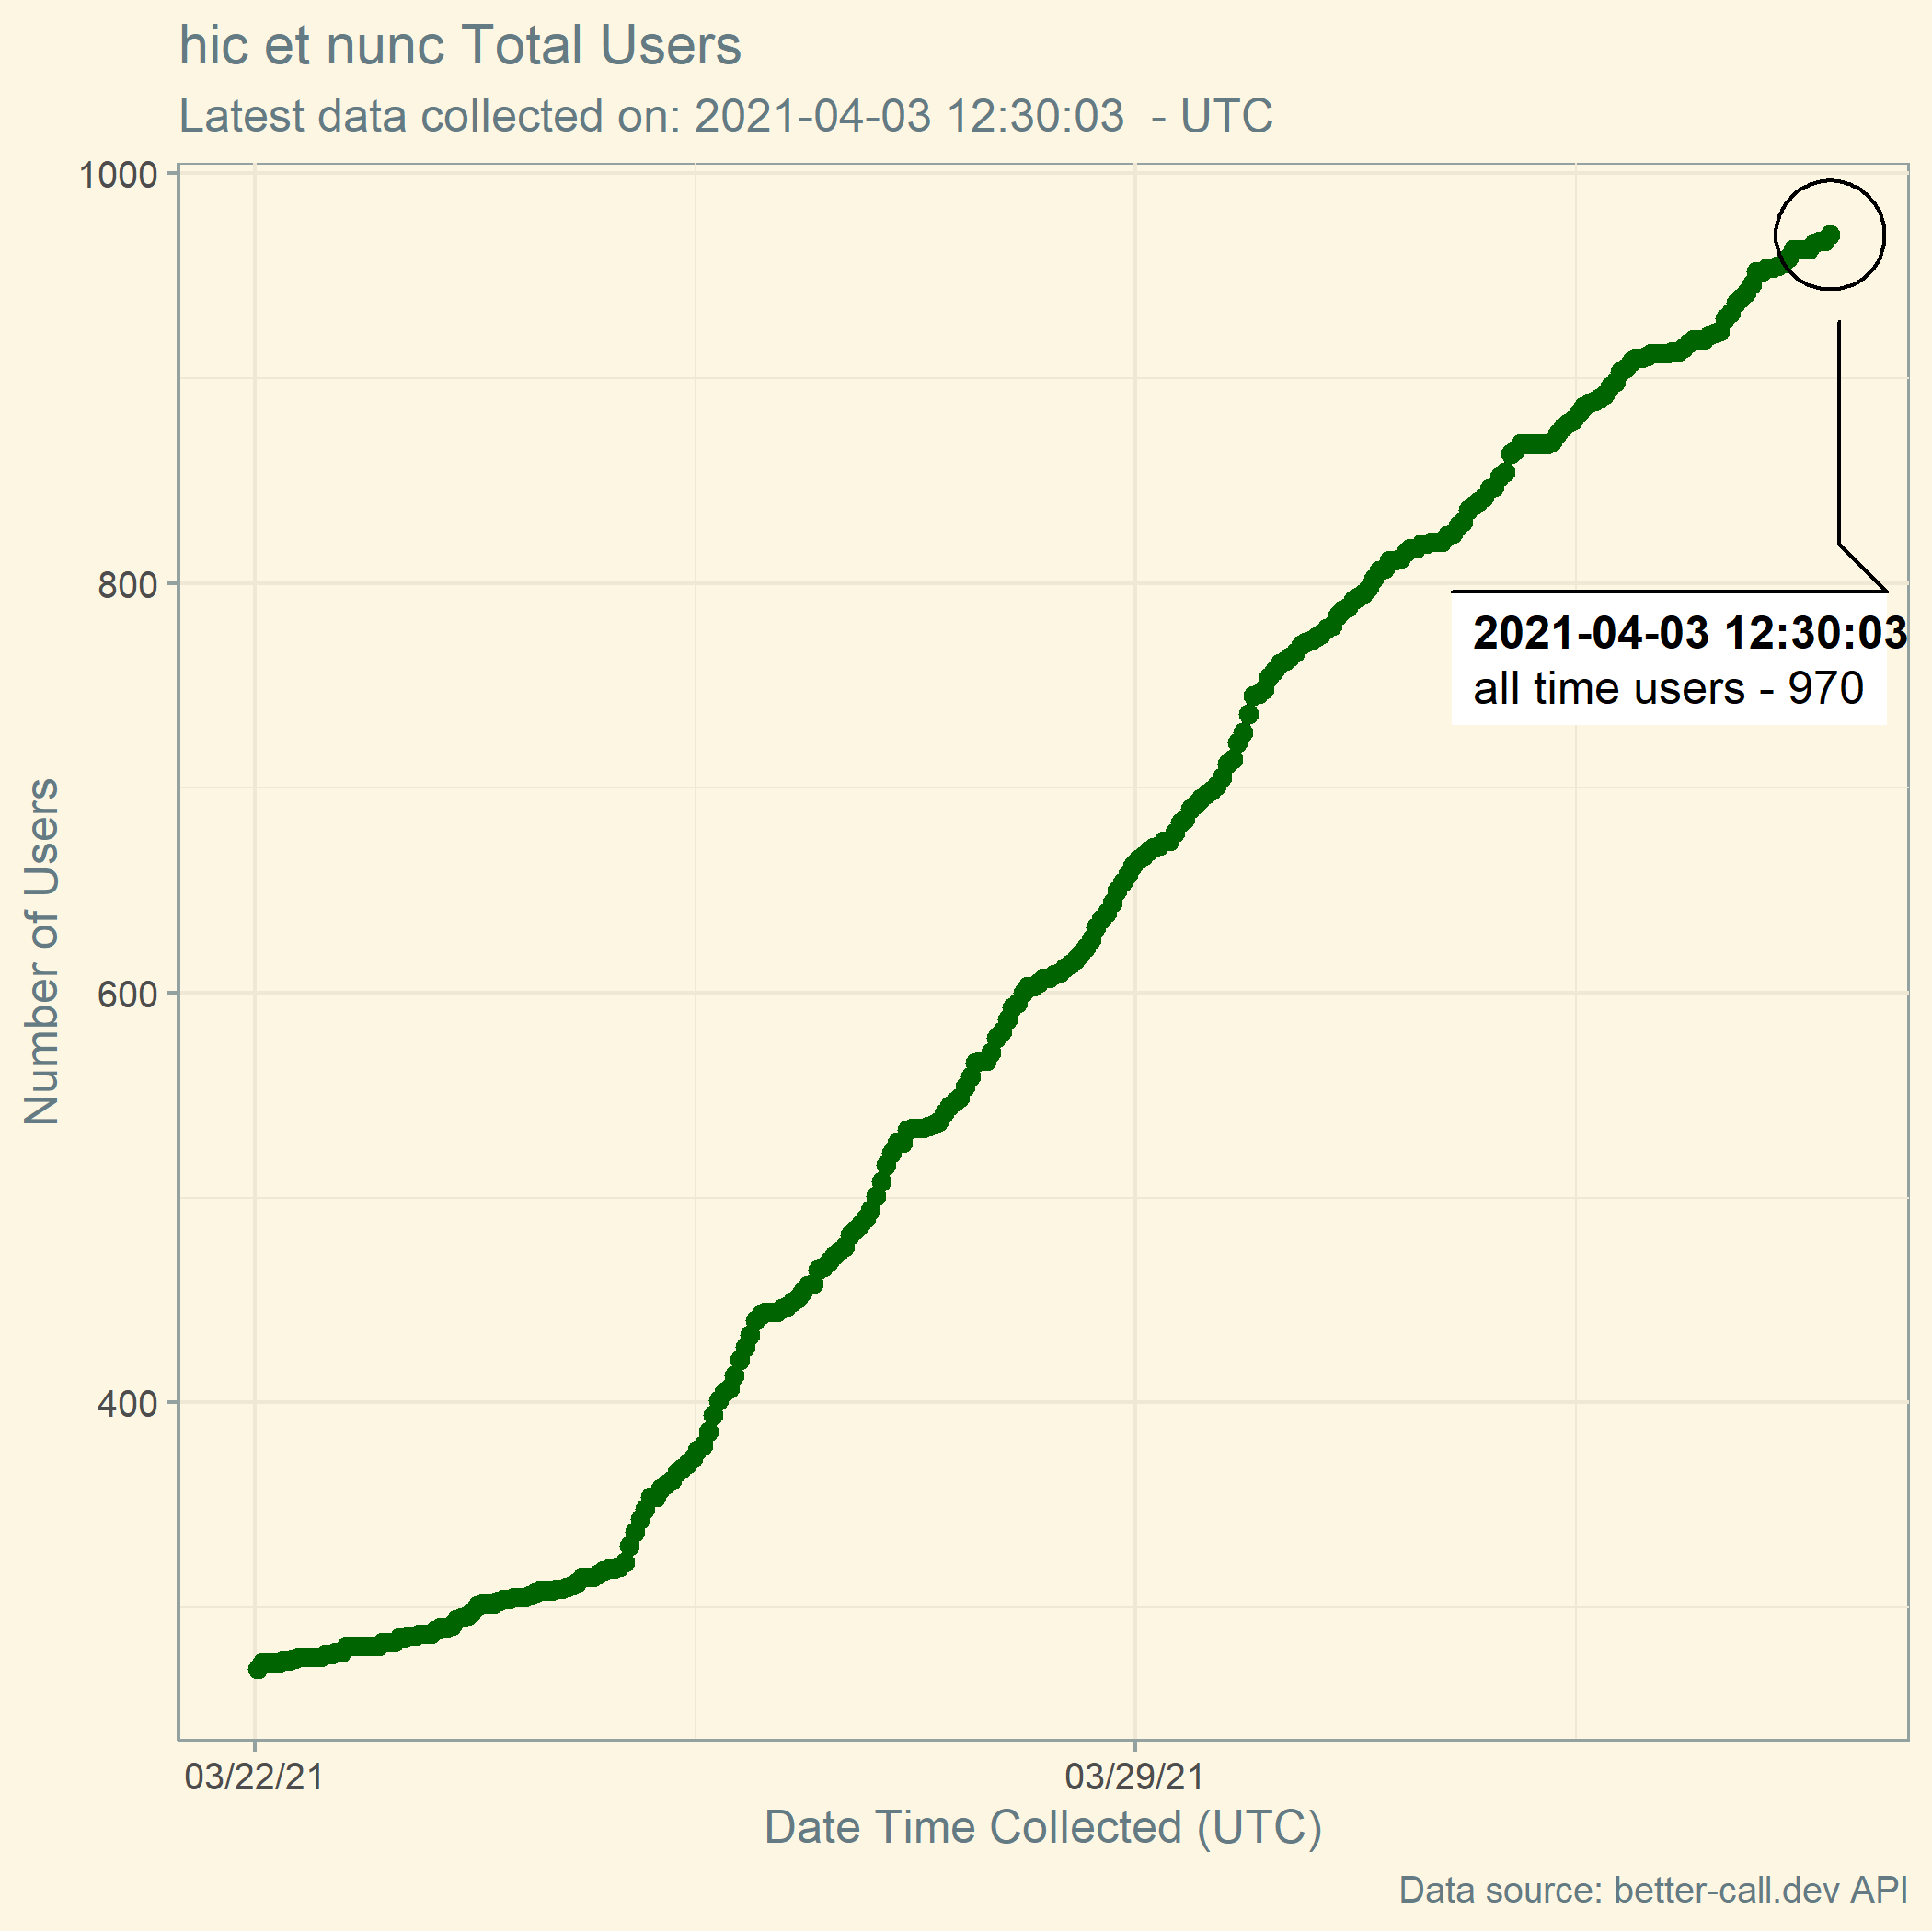 hic et nunc Total Users
Latest data collected on: 2021-04-03 12:30:03  - UTC
1000
800
600
400
Number of Users
2021-04-03 12:30:03
all time users - 970
03/22/21
03/29/21
Date Time Collected (UTC)
Data source: better-call.dev API